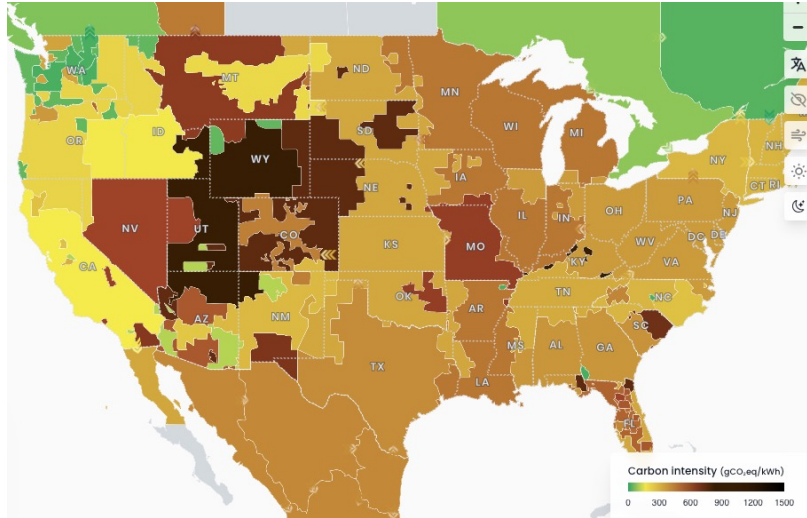 WA
MT
ND
MN
OR
ID
SD
WI
MI
NH
WY
NY
IA
CT RI
NE
PA
NV
UT
CO
IL
IN
OH
NJ
CA
KS
MO
WV
DC DE
KY
VA
AZ
NM
OK
AR
TN
NC
SC
MS
AL
GA
TX
LA
FL
Carbon intensity (gCO₂eq/kWh)
0 300 600 900 1200 1500